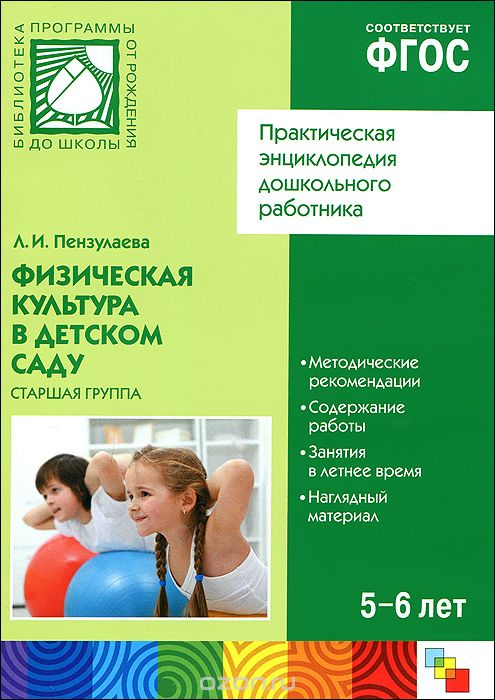 БИБЛИОТЕКА ПРОГРАММЫ ОТ РОЖДЕНИЯ ДО ШКОЛЫ
СООТВЕТСТВУЕТ
ФГОС
Практическая
энциклопедия
дошкольного
работника
Л. И. Пензулаева
ФИЗИЧЕСКАЯ
КУЛЬТУРА
В ДЕТСКОМ
САДУ
СТАРШАЯ ГРУППА
• Методические
рекомендации
• Содержание
работы
• Занятия
в летнее время
• Наглядный
материал
5–6 лет
ozon.ru